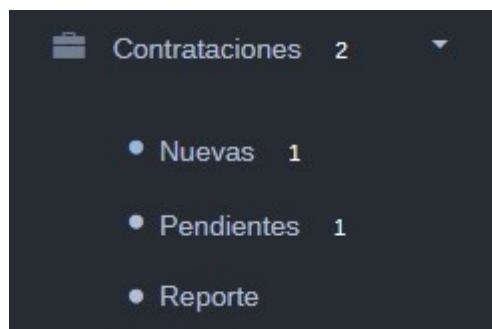 Contrataciones 2
Nuevas 1
Pendientes 1
Reporte